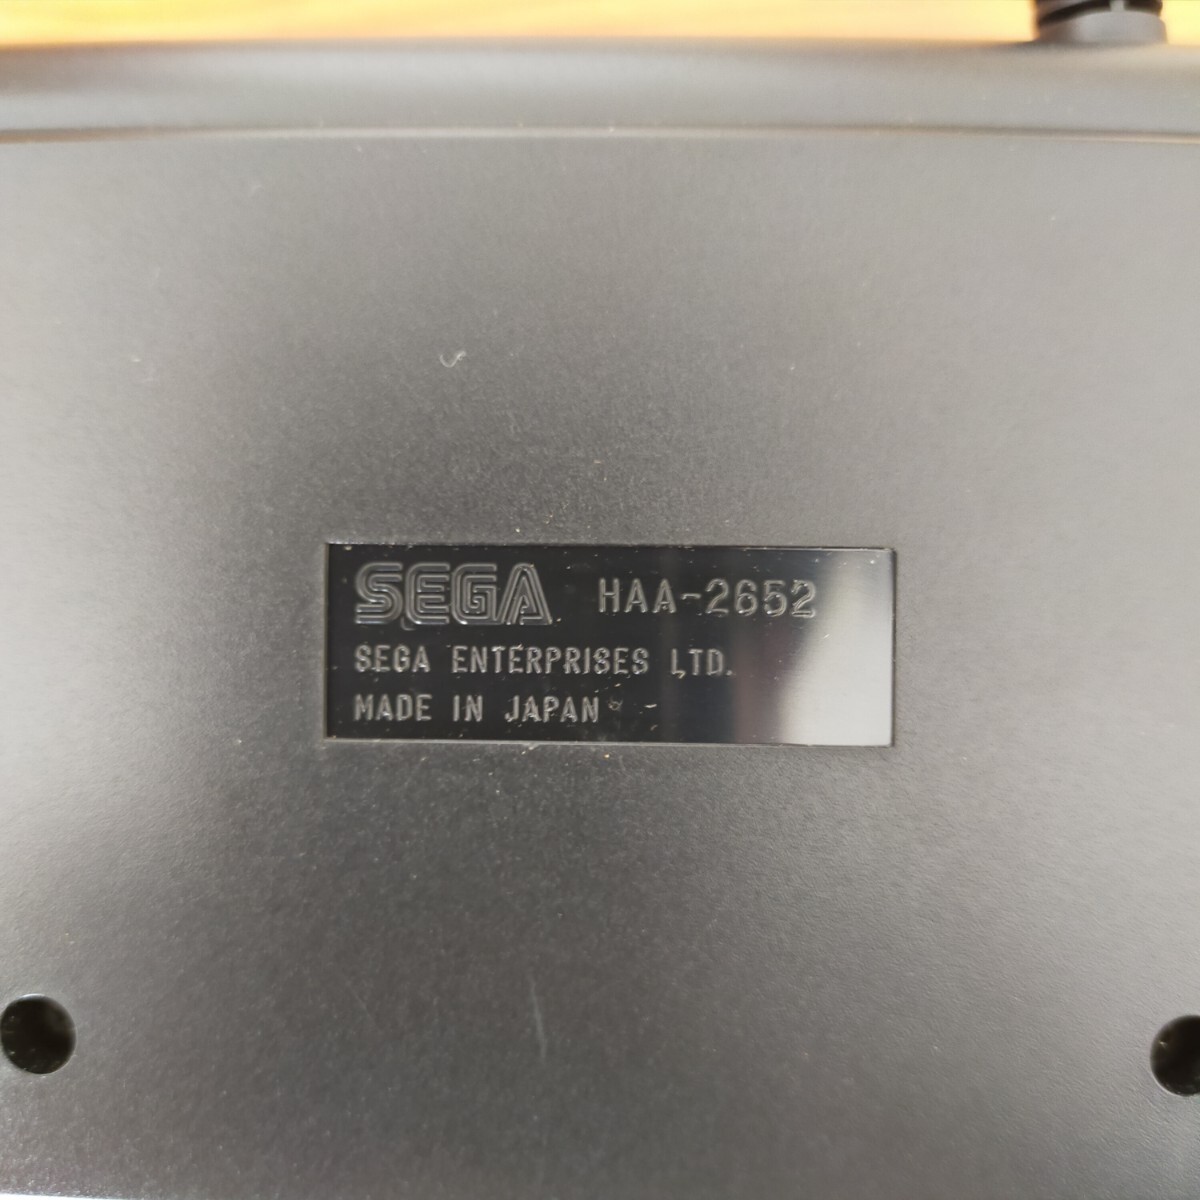 SEGA HAA-2652
SEGA ENTERPRISES LTD.
MADE IN JAPAN